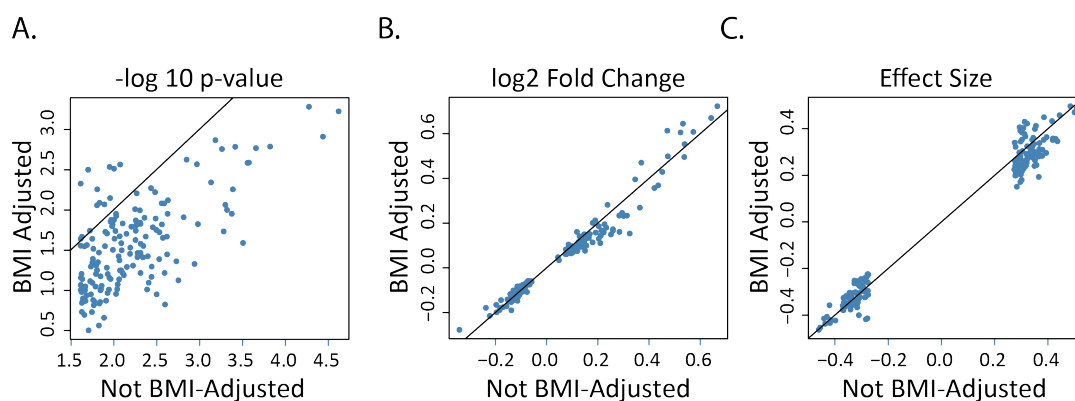 A.
B.
C.
-log 10 p-value
log2 Fold Change
Effect Size
BMI Adjusted
0.5 1.0 1.5 2.0 2.5 3.0
1.5 2.0 2.5 3.0 3.5 4.0 4.5
Not BMI-Adjusted
BMI Adjusted
−0.2 0.0 0.2 0.4 0.6
−0.2 0.0 0.2 0.4 0.6
Not BMI-Adjusted
BMI Adjusted
−0.4 −0.2 0.0 0.2 0.4
−0.4 −0.2 0.0 0.2 0.4
Not BMI-Adjusted